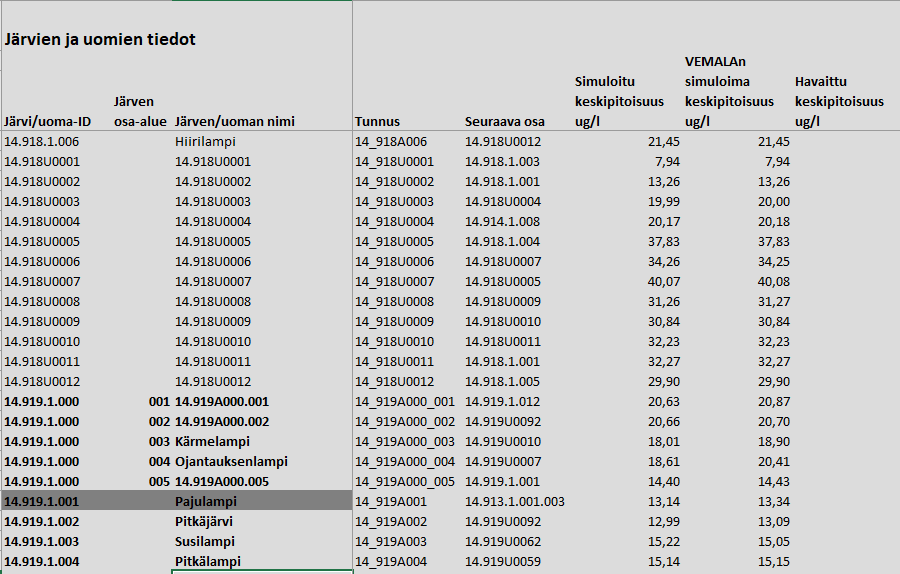 Järvien ja uomien tiedot
Järvi/uoma-ID Järven osa-alue Järven/uoman nimi Tunnus Seuraava osa Simuloitu keskipitoisuus ug/l VEMALAn simuloima keskipitoisuus ug/l Havaittu keskipitoisuus ug/l
14.918.1.006 Hiirilampi 14_918A006 14.918U0012 21,45 21,45
14.918U0001 14.918U0001 14_918U0001 14.918.1.003 7,94 7,94
14.918U0002 14.918U0002 14_918U0002 14.918.1.001 13,26 13,26
14.918U0003 14.918U0003 14_918U0003 14.918U0004 19,99 20,00
14.918U0004 14.918U0004 14_918U0004 14.914.1.008 20,17 20,18
14.918U0005 14.918U0005 14_918U0005 14.918.1.004 37,83 37,83
14.918U0006 14.918U0006 14_918U0006 14.918U0007 34,26 34,25
14.918U0007 14.918U0007 14_918U0007 14.918U0005 40,07 40,08
14.918U0008 14.918U0008 14_918U0008 14.918U0009 31,26 31,27
14.918U0009 14.918U0009 14_918U0009 14.918U0010 30,84 30,84
14.918U0010 14.918U0010 14_918U0010 14.918U0011 32,23 32,23
14.918U0011 14.918U0011 14_918U0011 14.918.1.001 32,27 32,27
14.918U0012 14.918U0012 14_918U0012 14.918.1.005 29,90 29,90
14.919.1.000 001 14.919A000.001 14_919A000_001 14.919.1.012 20,63 20,87
14.919.1.000 002 14.919A000.002 14_919A000_002 14.919U0092 20,66 20,70
14.919.1.000 003 Kärmelampi 14_919A000_003 14.919U0010 18,01 18,90
14.919.1.000 004 Ojantauksenlampi 14_919A000_004 14.919U0007 18,61 20,41
14.919.1.000 005 14.919A000.005 14_919A000_005 14.919.1.001 14,40 14,43
14.919.1.001 Pajulampi 14_919A001 14.913.1.001.003 13,14 13,34
14.919.1.002 Pitkäjärvi 14_919A002 14.919U0092 12,99 13,09
14.919.1.003 Susilampi 14_919A003 14.919U0062 15,22 15,05
14.919.1.004 Pitkälampi 14_919A004 14.919U0059 15,14 15,15